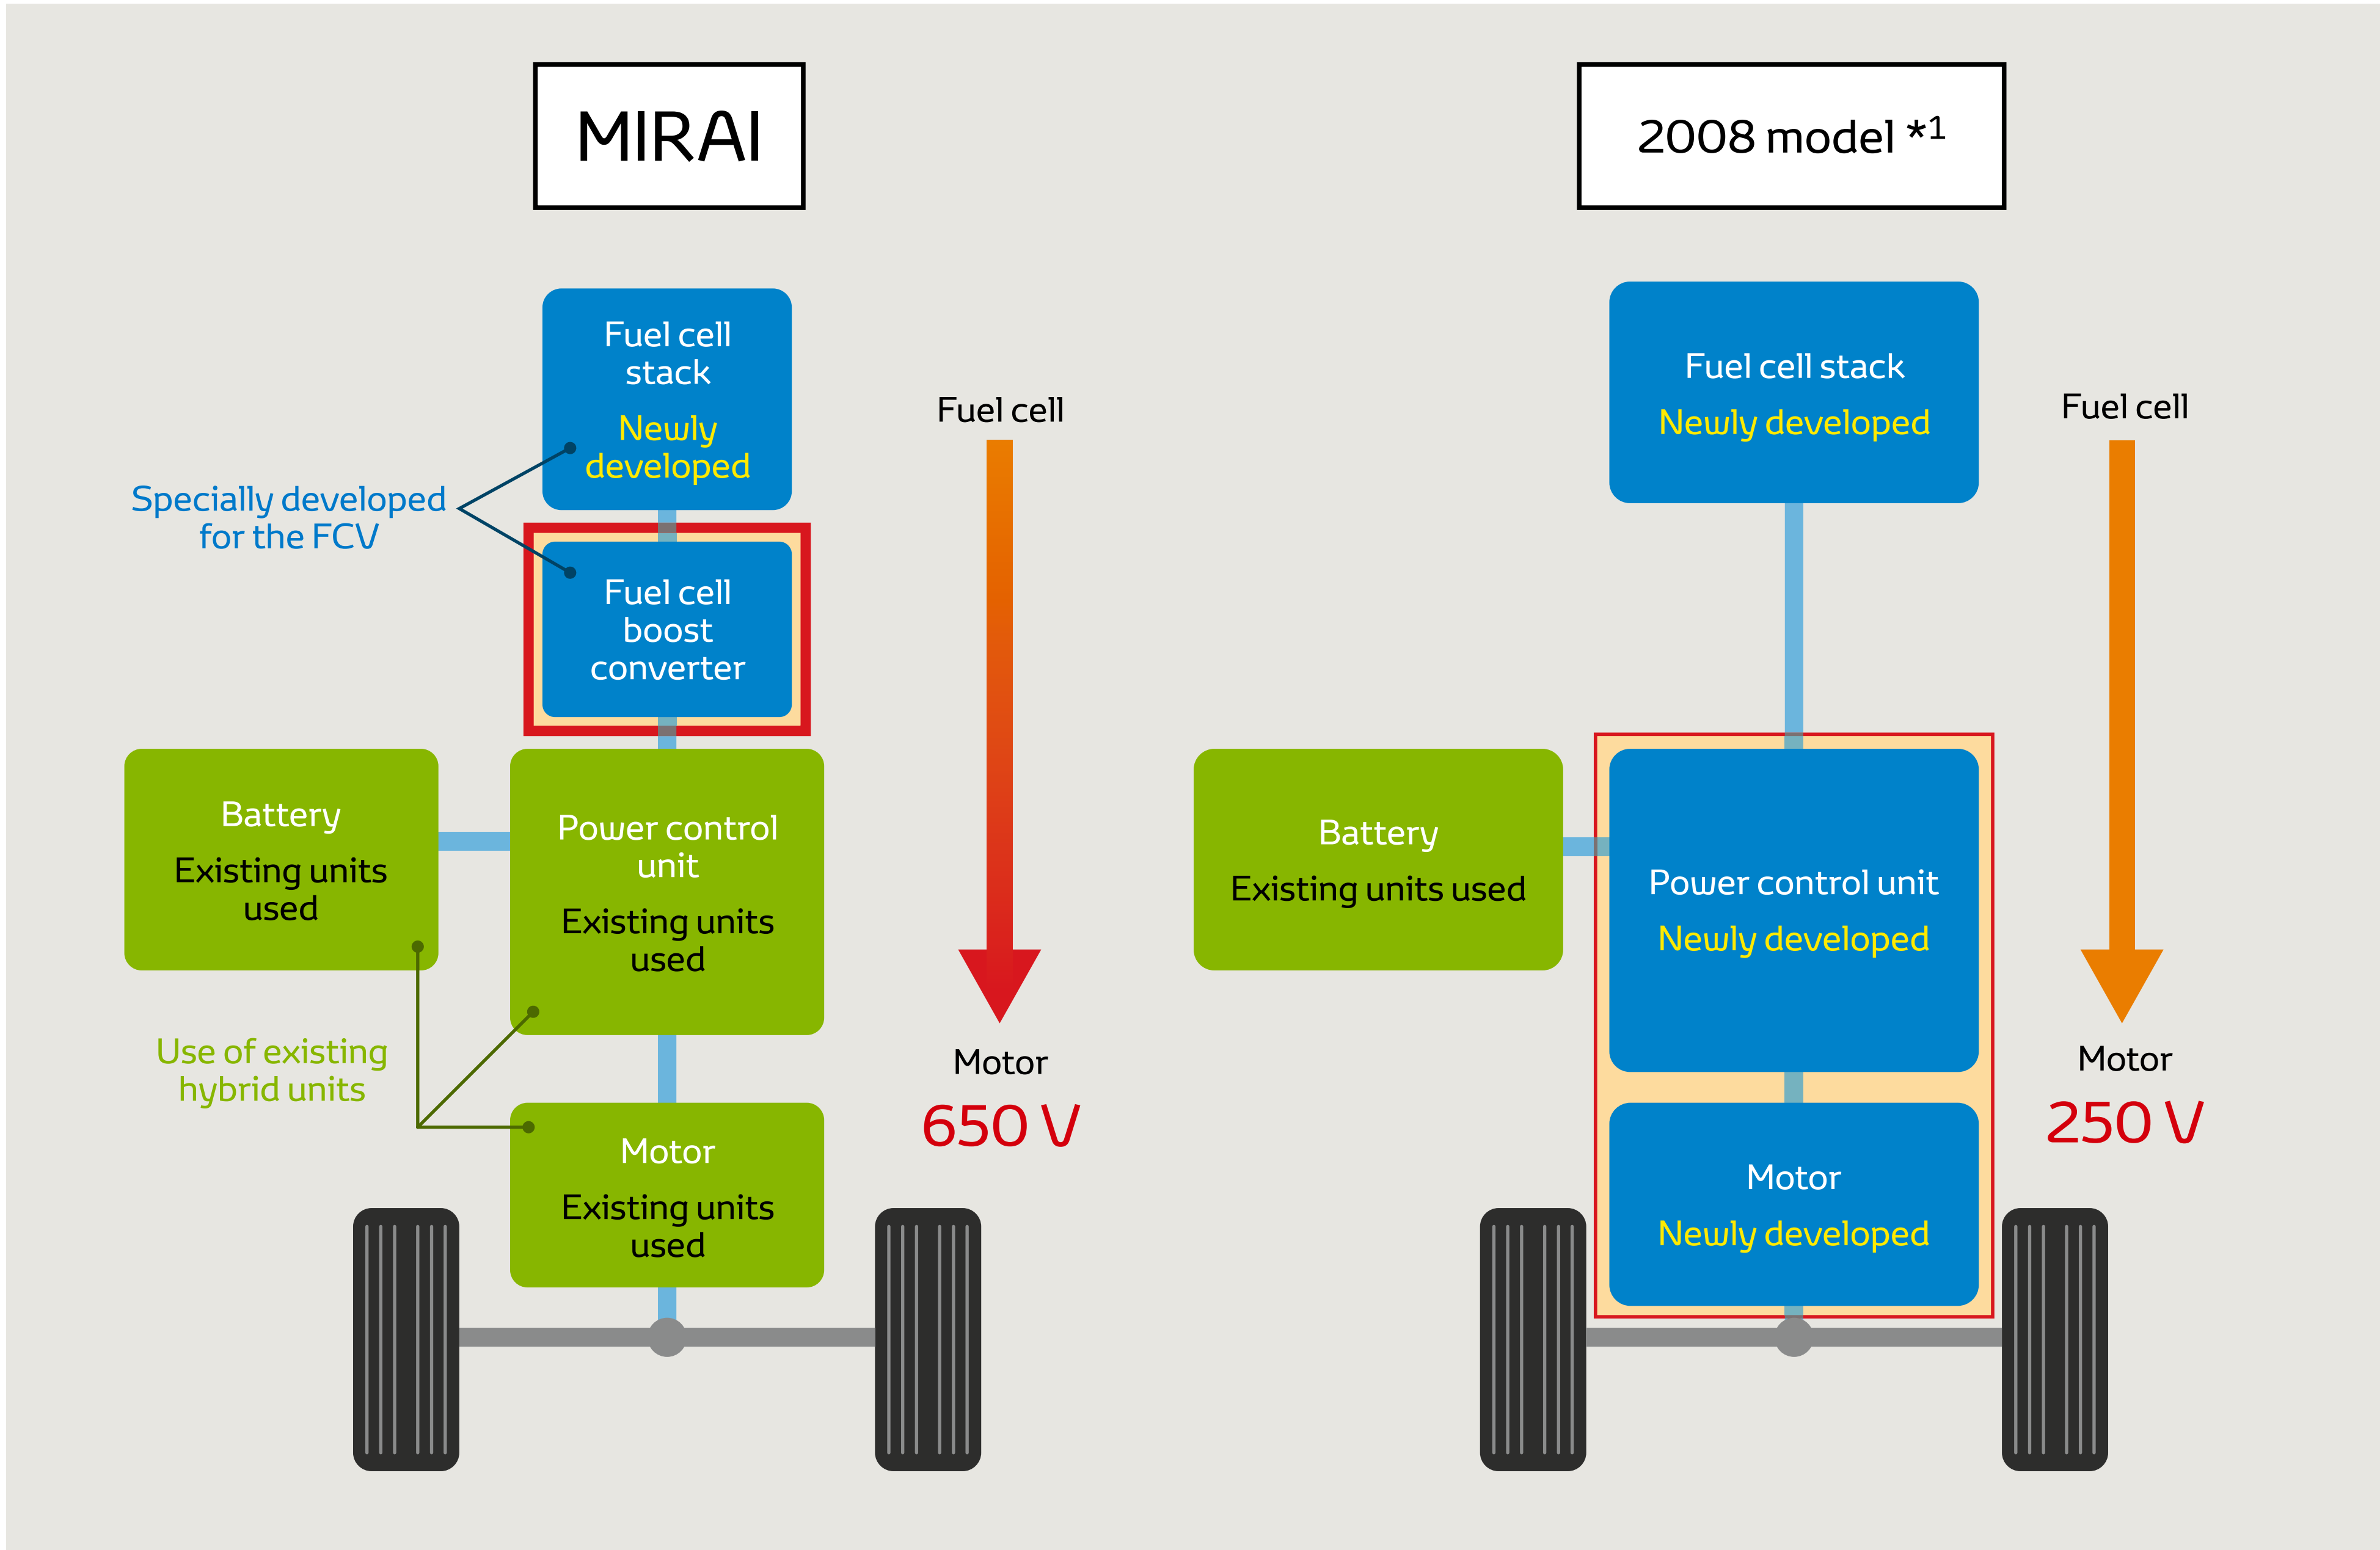 MIRAI
Fuel cell
stack
Newly
developed
Specially developed
for the FCV
Fuel cell
boost
converter
Battery
Existing units
used
Power control
unit
Existing units
used
Use of existing
hybrid units
Motor
Existing units
used
Fuel cell
Motor
650 V
2008 model *1
Fuel cell stack
Newly developed
Battery
Existing units used
Power control unit
Newly developed
Motor
Newly developed
Fuel cell
Motor
250 V